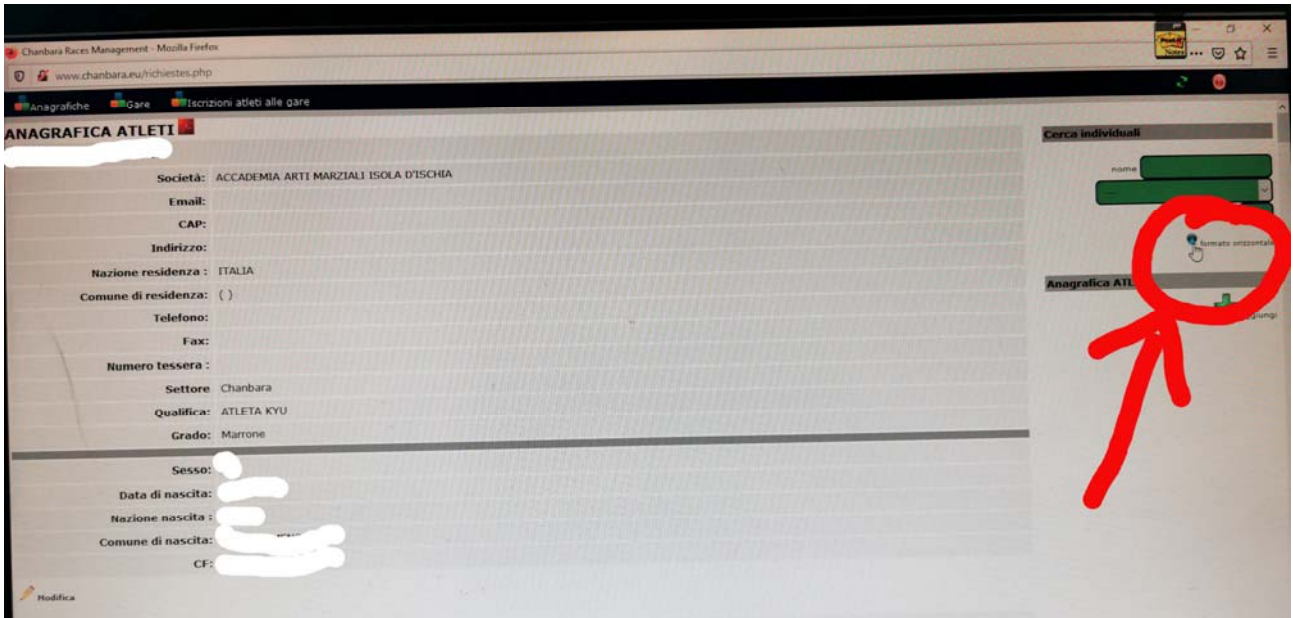 Chanbara Races Management - Mozilla Firefox
www.chanbara.eu/richiestes.php
Anagrafiche Gare Iscrizioni atleti alle gare
ANAGRAFICA ATLETI
Società: ACCADEMIA ARTI MARZIALI ISOLA D'ISCHIA
Email:
CAP:
Indirizzo:
Nazione residenza : ITALIA
Comune di residenza: ( )
Telefono:
Fax:
Numero tessera :
Settore Chanbara
Qualifica: ATLETA KYU
Grado: Marrone
Sesso:
Data di nascita:
Nazione nascita :
Comune di nascita:
CF:
Modifica
Post-it
Notes
Cerca individuali
nome
formato orizzontale
Anagrafica